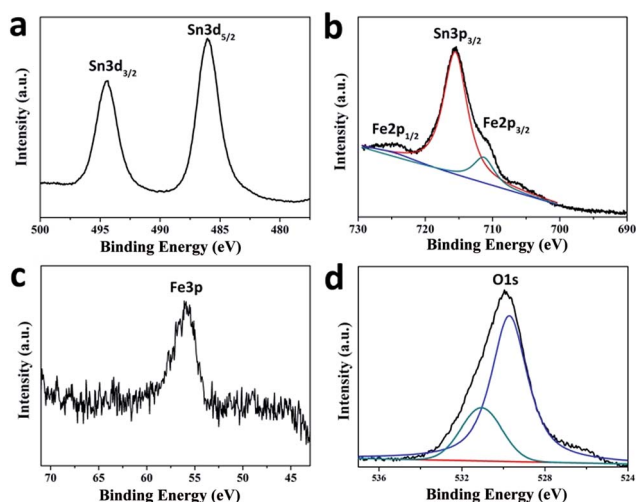 a
Sn3d3/2
Sn3d5/2
Intensity (a.u.)
500 495 490 485 480
Binding Energy (eV)
b
Sn3p3/2
Fe2p1/2
Fe2p3/2
Intensity (a.u.)
730 720 710 700 690
Binding Energy (eV)
c
Fe3p
Intensity (a.u.)
70 65 60 55 50 45
Binding Energy (eV)
d
O1s
Intensity (a.u.)
536 532 528 524
Binding Energy (eV)